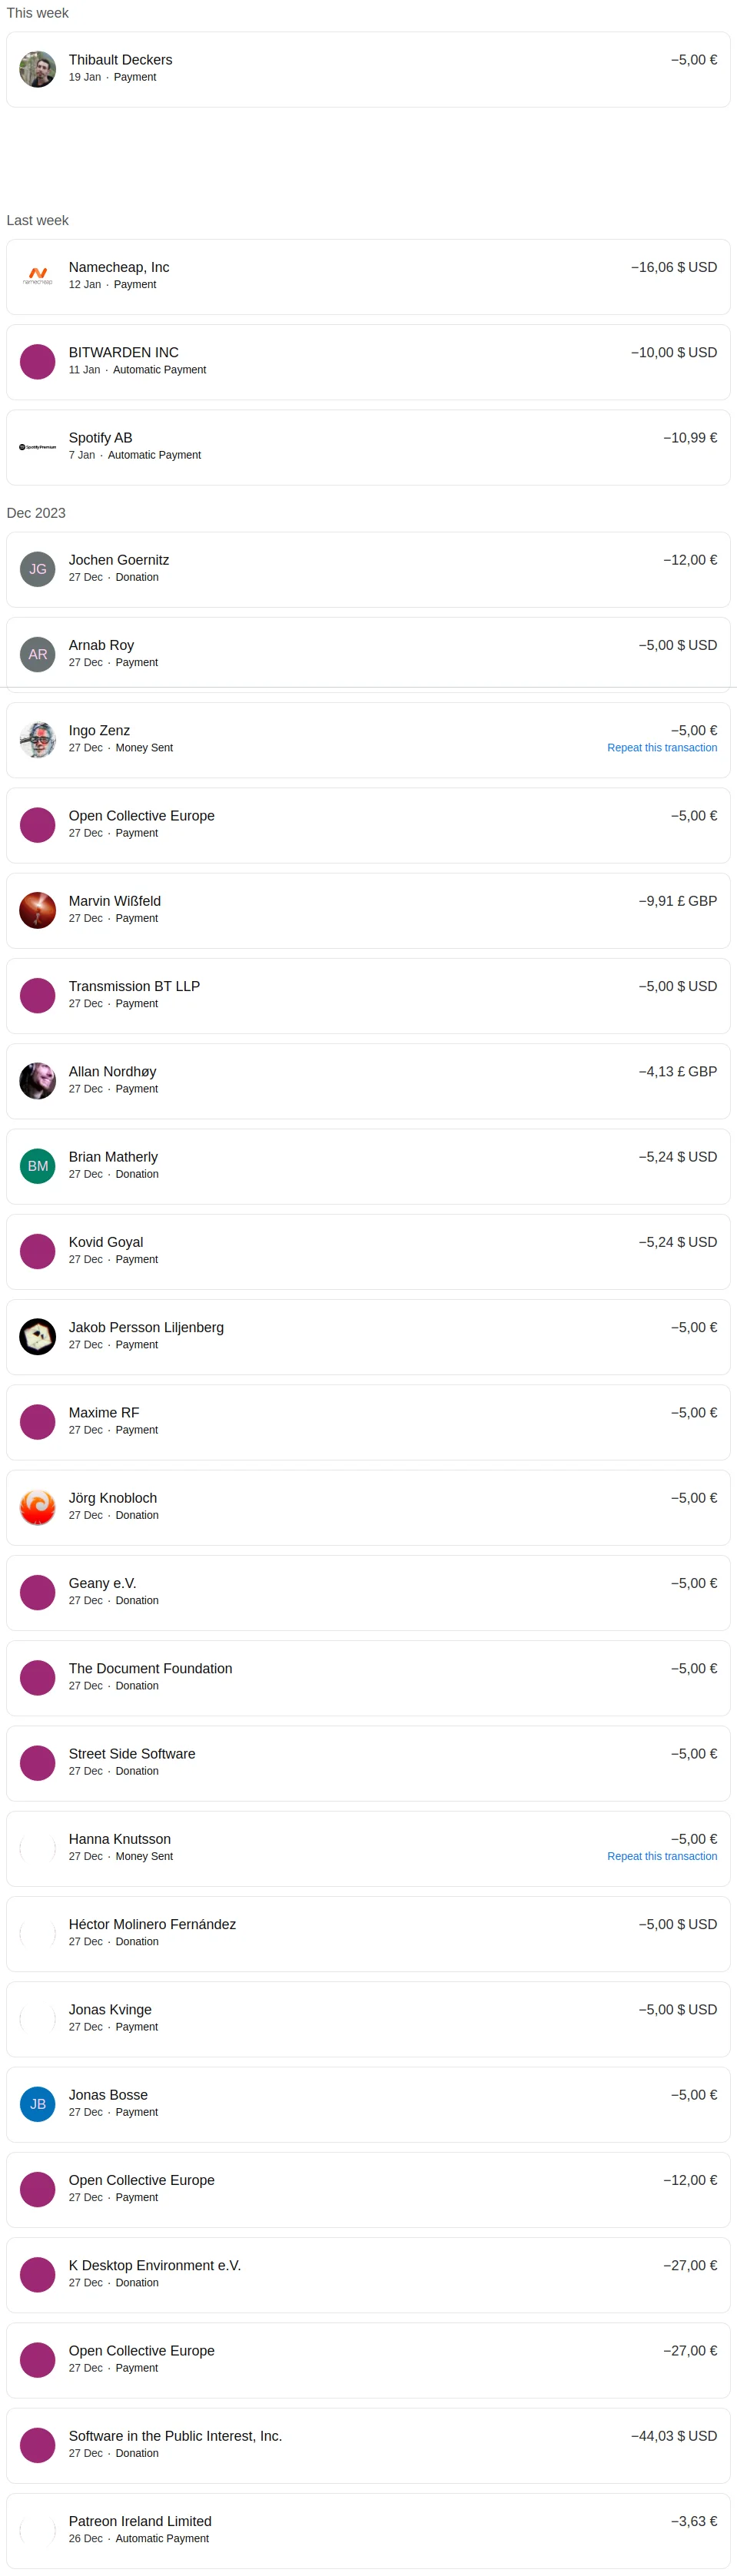 This week
Thibault Deckers
−5,00 €
19 Jan · Payment
Last week
namecheap
Namecheap, Inc
−16,06 $ USD
12 Jan · Payment
BITWARDEN INC
−10,00 $ USD
11 Jan · Automatic Payment
Spotify Premium
Spotify AB
−10,99 €
7 Jan · Automatic Payment
Dec 2023
JG
Jochen Goernitz
−12,00 €
27 Dec · Donation
AR
Arnab Roy
−5,00 $ USD
27 Dec · Payment
Ingo Zenz
−5,00 €
27 Dec · Money Sent
Repeat this transaction
Open Collective Europe
−5,00 €
27 Dec · Payment
Marvin Wißfeld
−9,91 £ GBP
27 Dec · Payment
Transmission BT LLP
−5,00 $ USD
27 Dec · Payment
Allan Nordhøy
−4,13 £ GBP
27 Dec · Payment
BM
Brian Matherly
−5,24 $ USD
27 Dec · Donation
Kovid Goyal
−5,24 $ USD
27 Dec · Payment
Jakob Persson Liljenberg
−5,00 €
27 Dec · Payment
Maxime RF
−5,00 €
27 Dec · Payment
Jörg Knobloch
−5,00 €
27 Dec · Donation
Geany e.V.
−5,00 €
27 Dec · Donation
The Document Foundation
−5,00 €
27 Dec · Donation
Street Side Software
−5,00 €
27 Dec · Donation
Hanna Knutsson
−5,00 €
27 Dec · Money Sent
Repeat this transaction
Héctor Molinero Fernández
−5,00 $ USD
27 Dec · Donation
Jonas Kvinge
−5,00 $ USD
27 Dec · Payment
JB
Jonas Bosse
−5,00 €
27 Dec · Payment
Open Collective Europe
−12,00 €
27 Dec · Payment
K Desktop Environment e.V.
−27,00 €
27 Dec · Donation
Open Collective Europe
−27,00 €
27 Dec · Payment
Software in the Public Interest, Inc.
−44,03 $ USD
27 Dec · Donation
Patreon Ireland Limited
−3,63 €
26 Dec · Automatic Payment